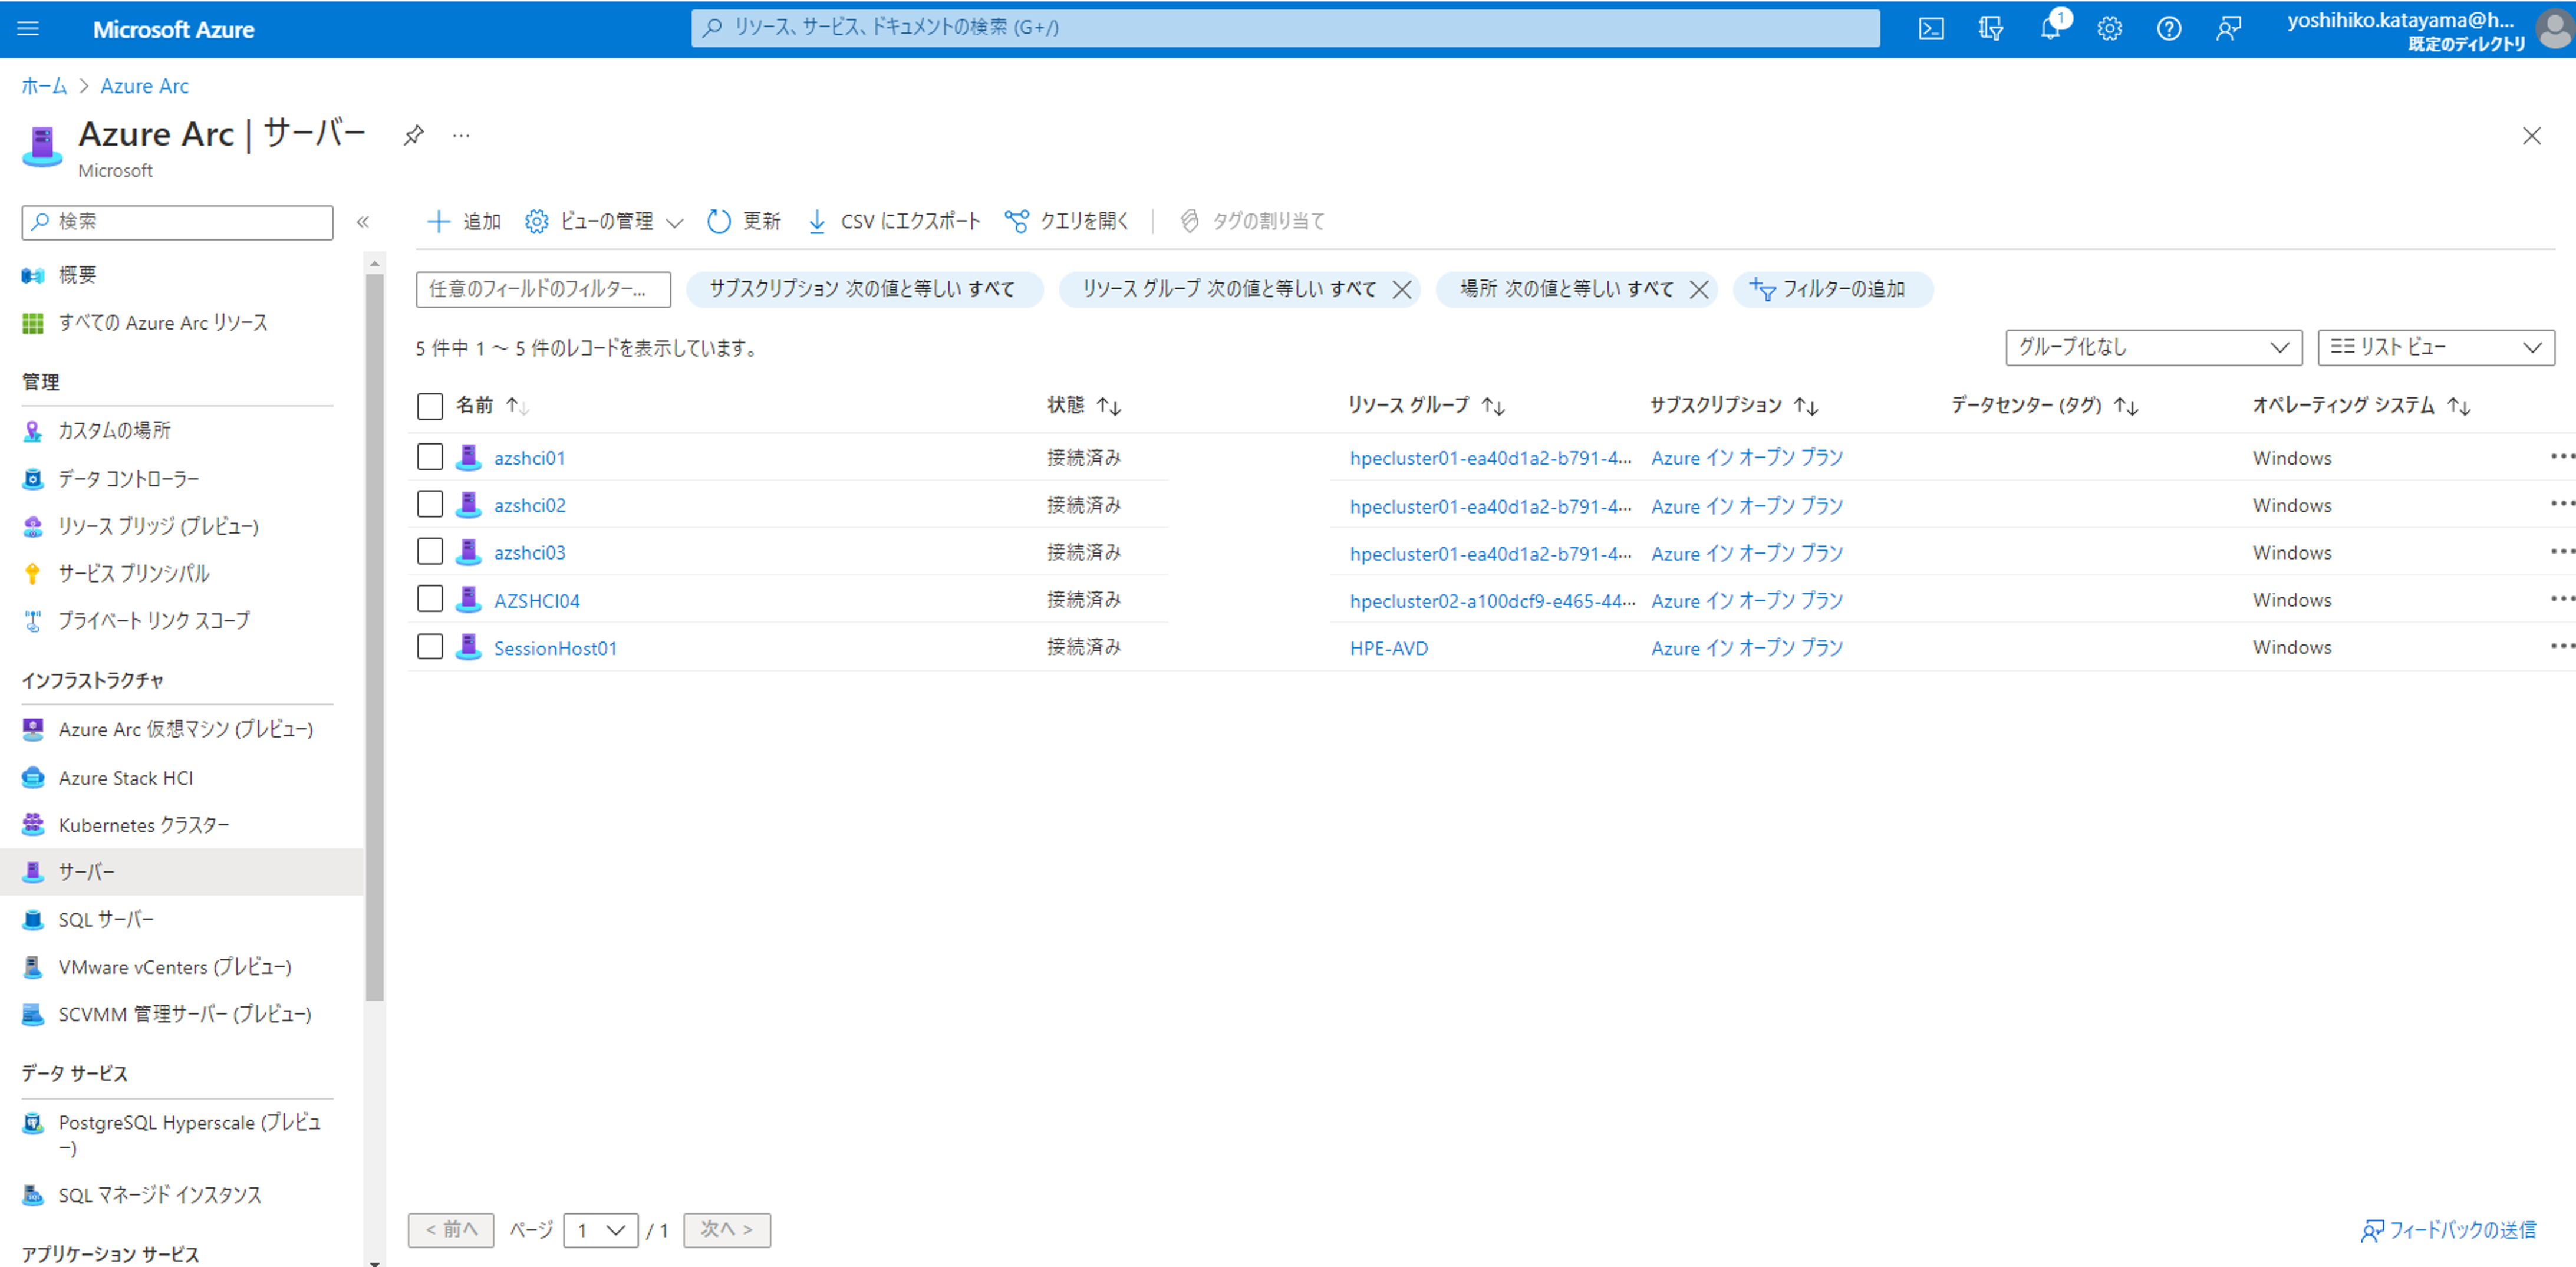 Microsoft Azure
リソース、サービス、ドキュメントの検索 (G+/)
1
yoshihiko.katayama@h...
既定のディレクトリ
ホーム > Azure Arc
Azure Arc | サーバー
Microsoft
検索
追加 ビューの管理 更新 CSV にエクスポート クエリを開く タグの割り当て
概要
すべての Azure Arc リソース
管理
カスタムの場所
データ コントローラー
リソース ブリッジ (プレビュー)
サービス プリンシパル
プライベート リンク スコープ
インフラストラクチャ
Azure Arc 仮想マシン (プレビュー)
Azure Stack HCI
Kubernetes クラスター
サーバー
SQL サーバー
VMware vCenters (プレビュー)
SCVMM 管理サーバー (プレビュー)
データ サービス
PostgreSQL Hyperscale (プレビュ
ー)
SQL マネージド インスタンス
アプリケーション サービス
任意のフィールドのフィルター... サブスクリプション 次の値と等しい すべて リソース グループ 次の値と等しい すべて 場所 次の値と等しい すべて フィルターの追加
5 件中 1 ～ 5 件のレコードを表示しています。
グループ化なし リスト ビュー
名前 状態 リソース グループ サブスクリプション データセンター (タグ) オペレーティング システム
azshci01 接続済み hpecluster01-ea40d1a2-b791-4... Azure イン オープン プラン Windows
azshci02 接続済み hpecluster01-ea40d1a2-b791-4... Azure イン オープン プラン Windows
azshci03 接続済み hpecluster01-ea40d1a2-b791-4... Azure イン オープン プラン Windows
AZSHCI04 接続済み hpecluster02-a100dcf9-e465-44... Azure イン オープン プラン Windows
SessionHost01 接続済み HPE-AVD Azure イン オープン プラン Windows
< 前へ ページ 1 / 1 次へ >
フィードバックの送信